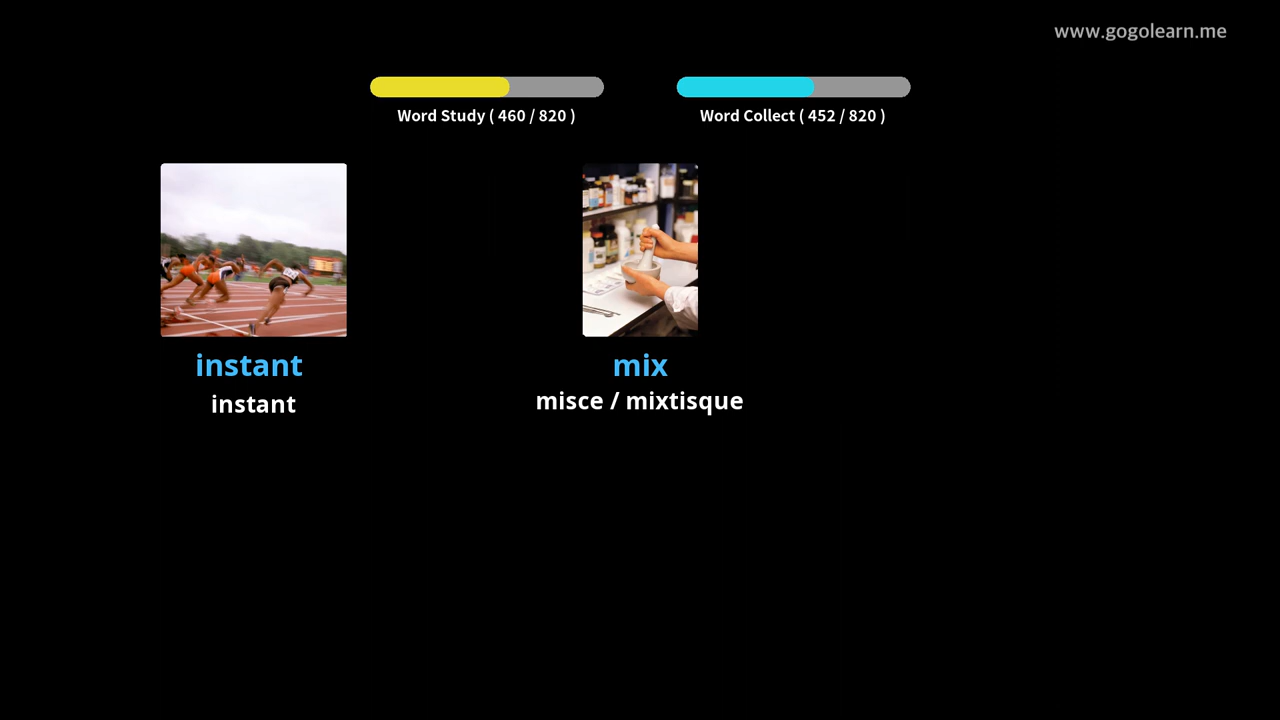 www.gogolearn.me
Word Study ( 460 / 820 )
Word Collect ( 452 / 820 )
instant
instant
mix
misce / mixtisque